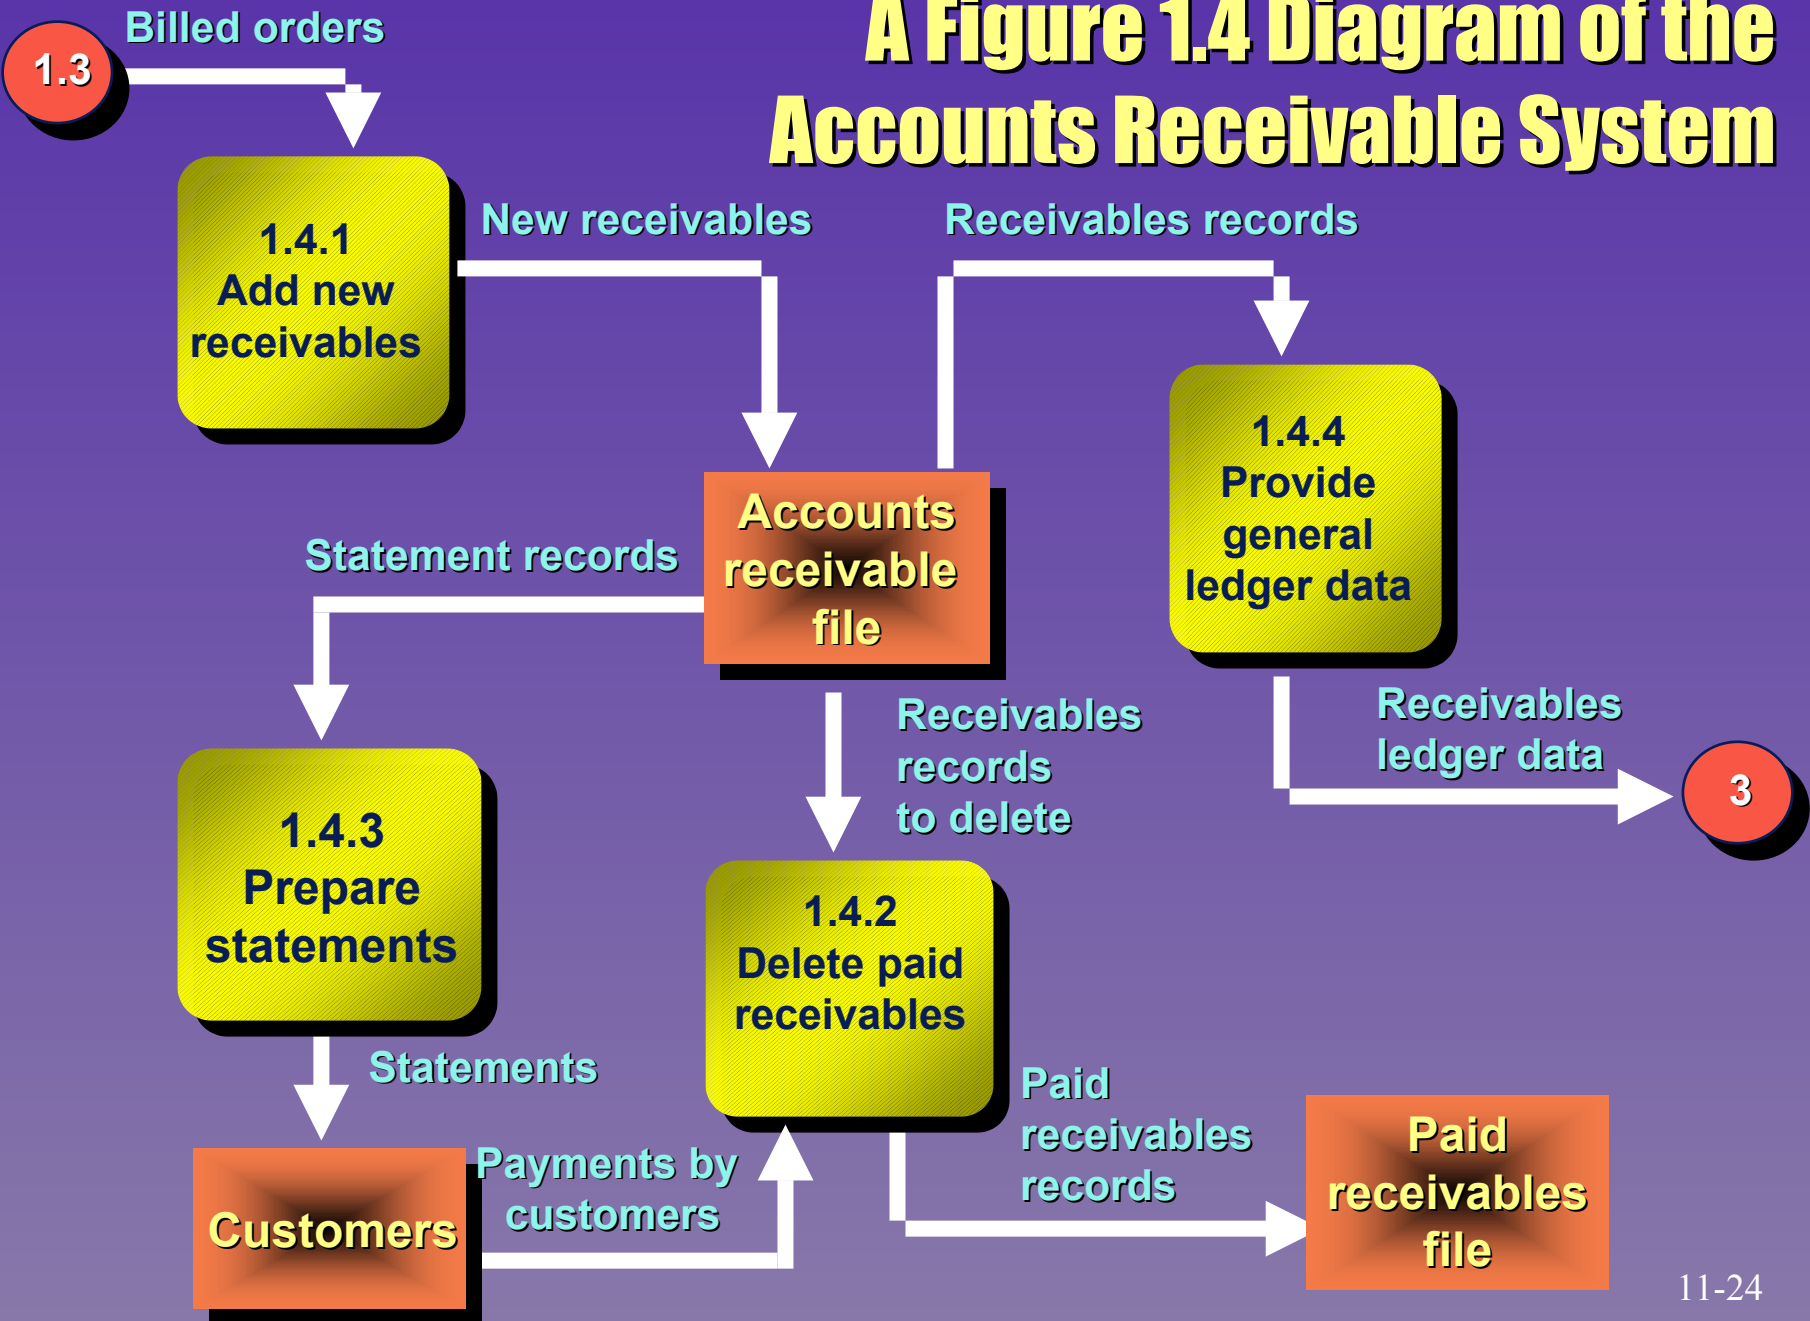 A Figure 1.4 Diagram of the
Accounts Receivable System
Billed orders
1.3
1.4.1
Add new
receivables
New receivables
Receivables records
1.4.4
Provide
general
ledger data
Accounts
receivable
file
Statement records
Receivables
records
to delete
Receivables
ledger data
3
1.4.3
Prepare
statements
1.4.2
Delete paid
receivables
Statements
Paid
receivables
records
Payments by
customers
Customers
Paid
receivables
file
11-24